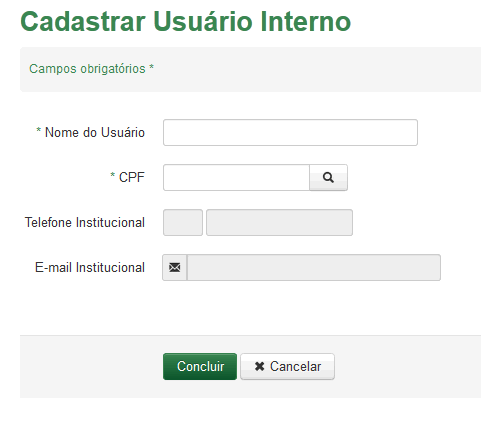 Cadastrar Usuário Interno
Campos obrigatórios *
* Nome do Usuário
* CPF
Telefone Institucional
E-mail Institucional
Concluir
Cancelar